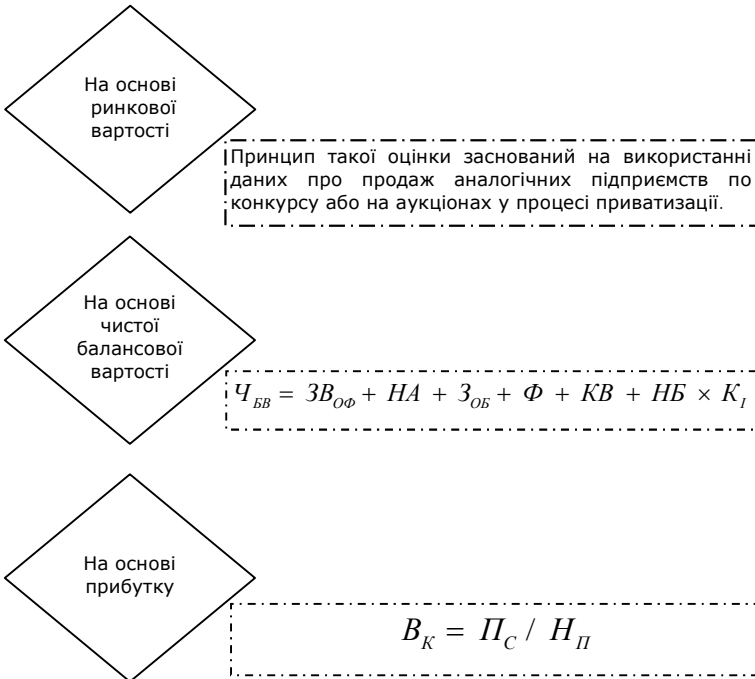 На основі
ринкової
вартості
Принцип такої оцінки заснований на використанні
даних про продаж аналогічних підприємств по
конкурсу або на аукціонах у процесі приватизації.
На основі
чистої
балансової
вартості
Ч_БВ = ЗВ_ОФ + НА + З_ОБ + Ф + КВ + НБ × К_І
На основі
прибутку
В_К = П_С / Н_П